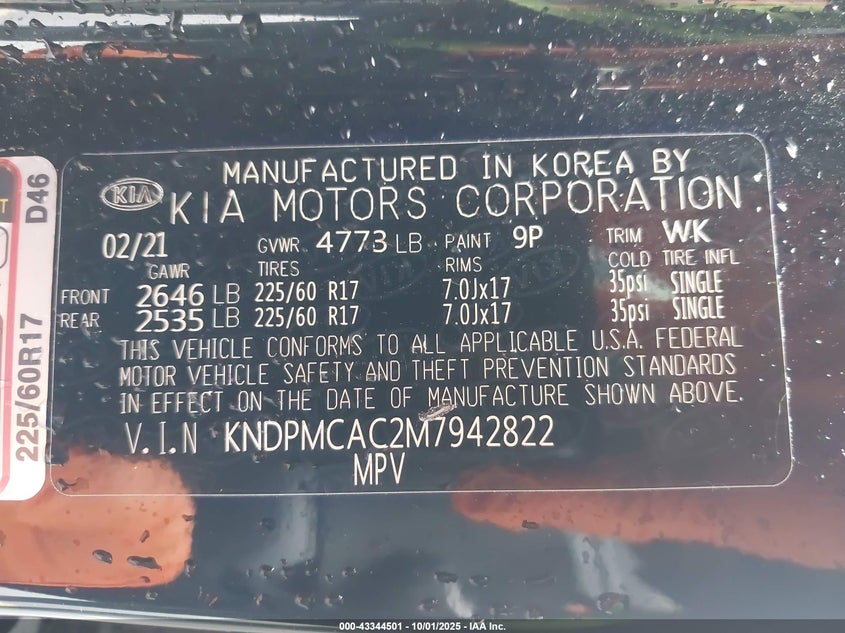 MANUFACTURED IN KOREA BY
KIA KIA MOTORS CORPORATION
02/21 GVWR 4773 LB PAINT 9P TRIM WK
GAWR TIRES RIMS COLD TIRE INFL
FRONT 2646 LB 225/60 R17 7.0Jx17 35psi SINGLE
REAR 2535 LB 225/60 R17 7.0Jx17 35psi SINGLE
THIS VEHICLE CONFORMS TO ALL APPLICABLE U.S.A. FEDERAL
MOTOR VEHICLE SAFETY AND THEFT PREVENTION STANDARDS
IN EFFECT ON THE DATE OF MANUFACTURE SHOWN ABOVE.
V.I.N KNDPMCAC2M7942822
MPV
225/60R17 D46
000-43344501 - 10/01/2025 - IAA Inc.